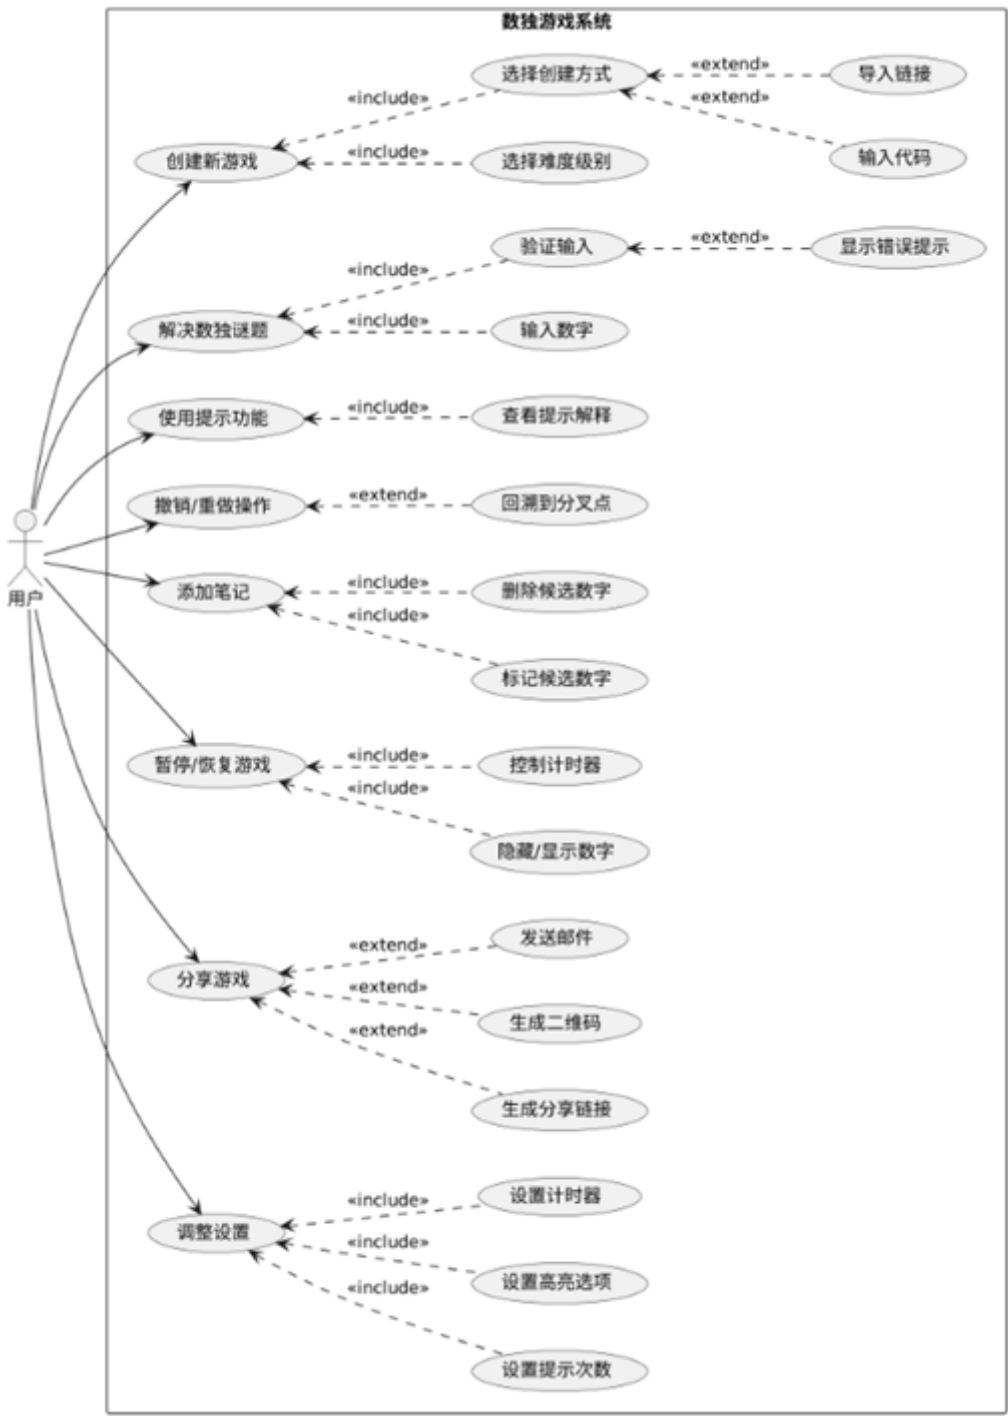 数独游戏系统
选择创建方式
«extend»
导入链接
«include»
«extend»
创建新游戏
«include»
选择难度级别
输入代码
验证输入
«extend»
显示错误提示
«include»
解决数独谜题
«include»
输入数字
使用提示功能
«include»
查看提示解释
撤销/重做操作
«extend»
回溯到分叉点
用户
添加笔记
«include»
删除候选数字
«include»
标记候选数字
暂停/恢复游戏
«include»
控制计时器
«include»
隐藏/显示数字
发送邮件
«extend»
分享游戏
«extend»
生成二维码
«extend»
生成分享链接
设置计时器
«include»
调整设置
«include»
设置高亮选项
«include»
设置提示次数